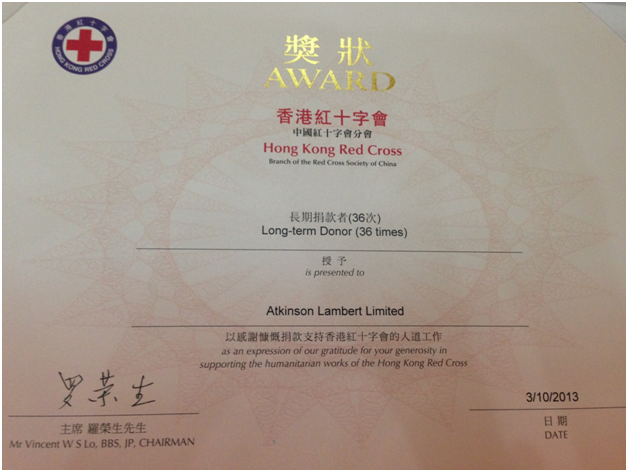 香港紅十字會
HONG KONG RED CROSS
獎狀
AWARD
香港紅十字會
中國紅十字會分會
Hong Kong Red Cross
Branch of the Red Cross Society of China
長期捐款者(36次)
Long-term Donor (36 times)
授予
is presented to
Atkinson Lambert Limited
以感謝慷慨捐款支持香港紅十字會的人道工作
as an expression of our gratitude for your generosity in
supporting the humanitarian works of the Hong Kong Red Cross
罗荣生
主席 羅榮生先生
Mr Vincent W S Lo, BBS, JP, CHAIRMAN
3/10/2013
日期
DATE